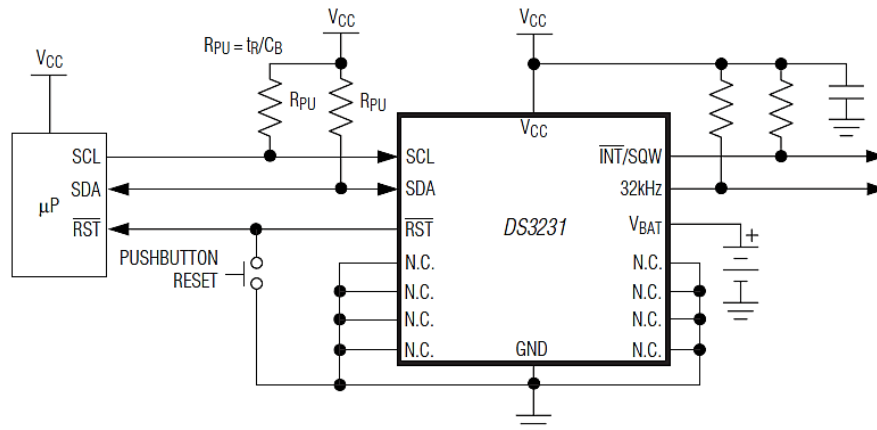 VCC
RPU = tR/CB
VCC
VCC
RPU
RPU
VCC
SCL
SCL
INT/SQW
SDA
SDA
32kHz
µP
RST
RST
DS3231
VBAT
+
PUSHBUTTON
RESET
N.C.
N.C.
N.C.
N.C.
N.C.
N.C.
N.C.
GND
N.C.